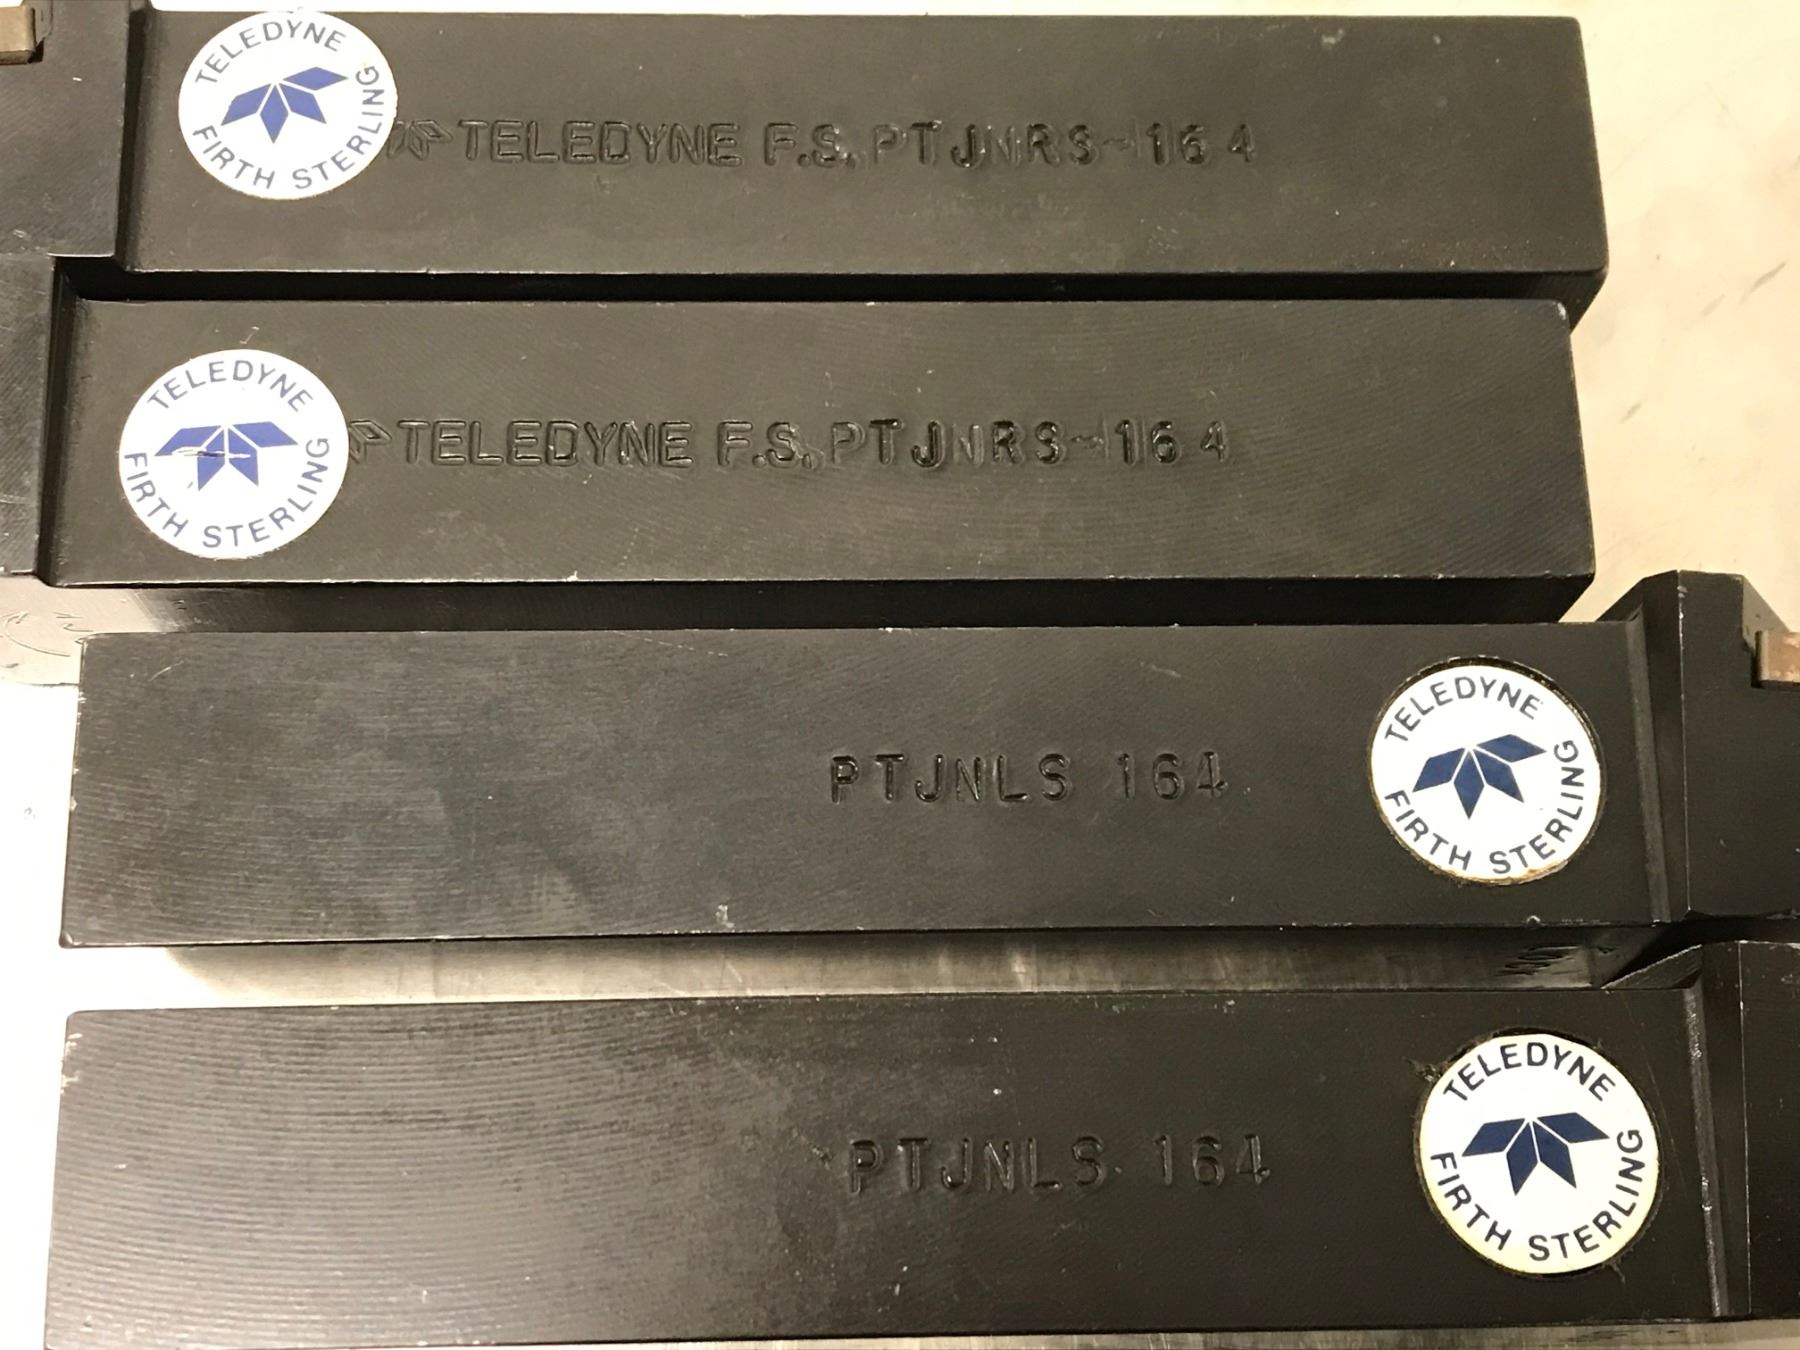 TELEDYNE
FIRTH STERLING
TELEDYNE F.S. PTJNRS-164
TELEDYNE
FIRTH STERLING
TELEDYNE F.S. PTJNRS-164
PTJNLS 164
TELEDYNE
FIRTH STERLING
PTJNLS 164
TELEDYNE
FIRTH STERLING